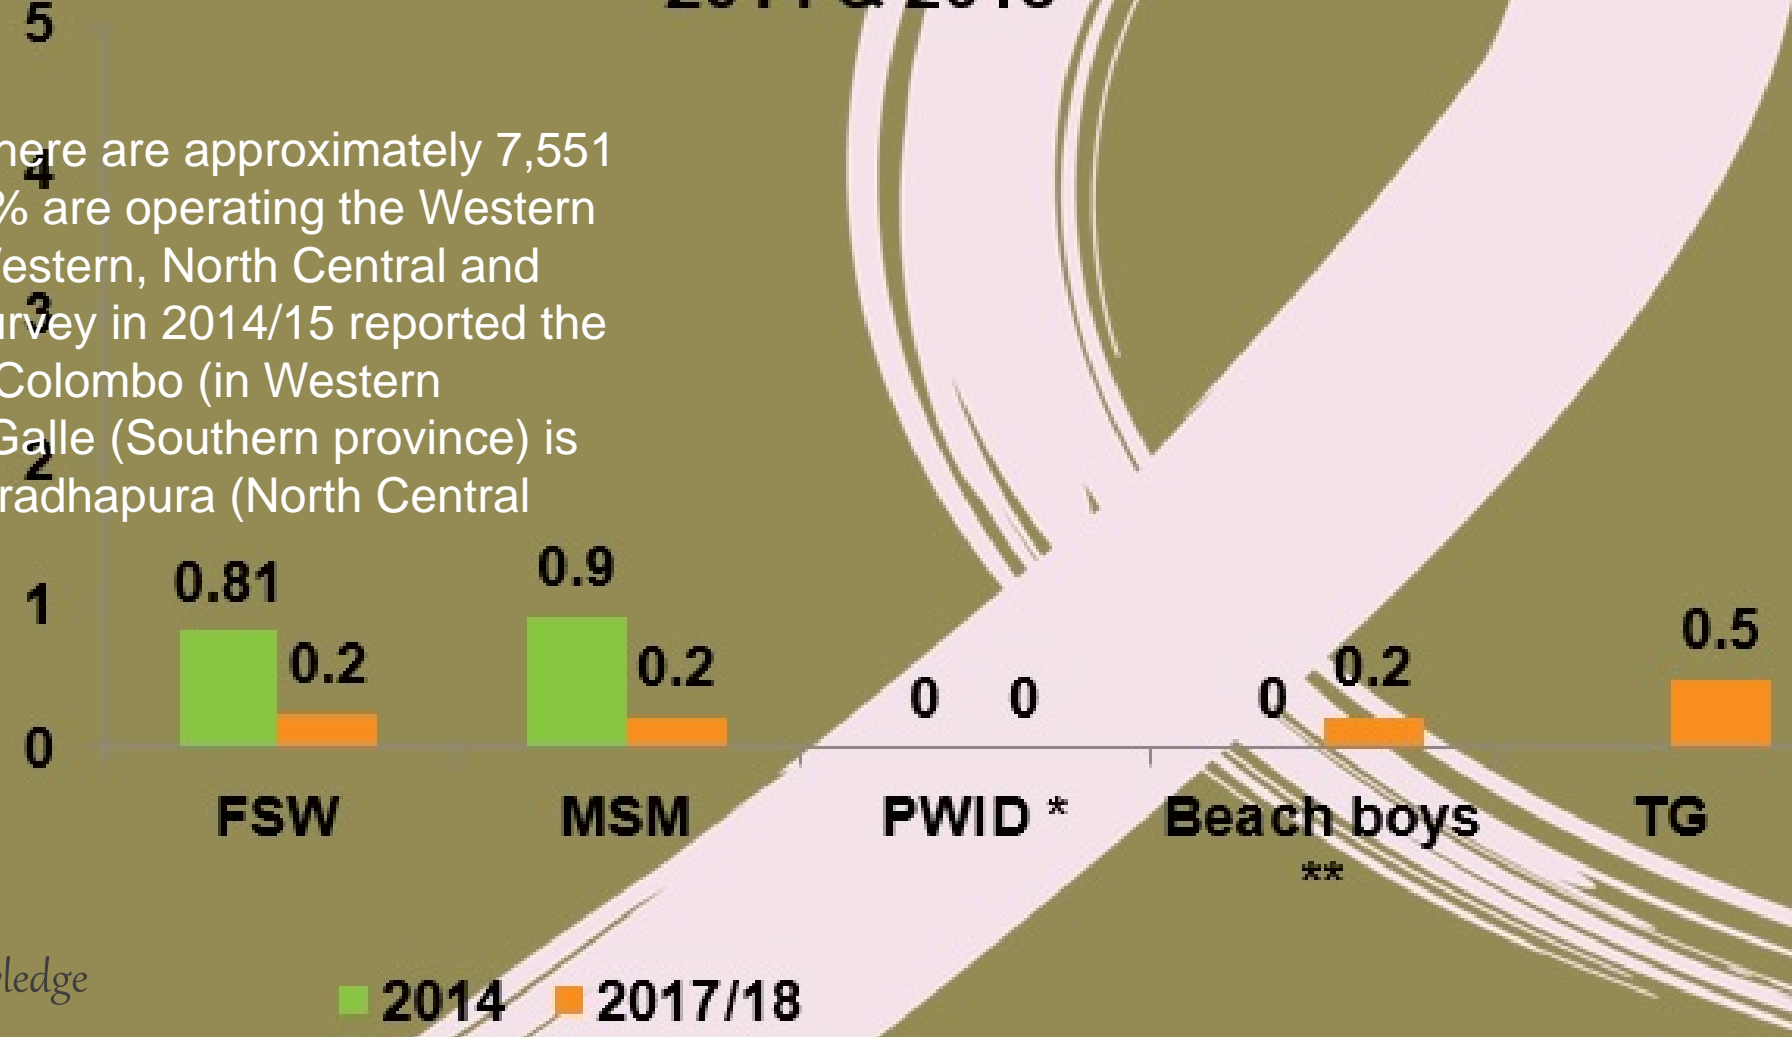 2014 & 2018
5
here are approximately 7,551
4
% are operating the Western
estern, North Central and
3
urvey in 2014/15 reported the
Colombo (in Western
Galle (Southern province) is
2
radhapura (North Central
1
0.81
0.2
0.9
0.2
0
0
0
0.2
0.5
0
FSW
MSM
PWID *
Beach boys
**
TG
ledge
2014
2017/18